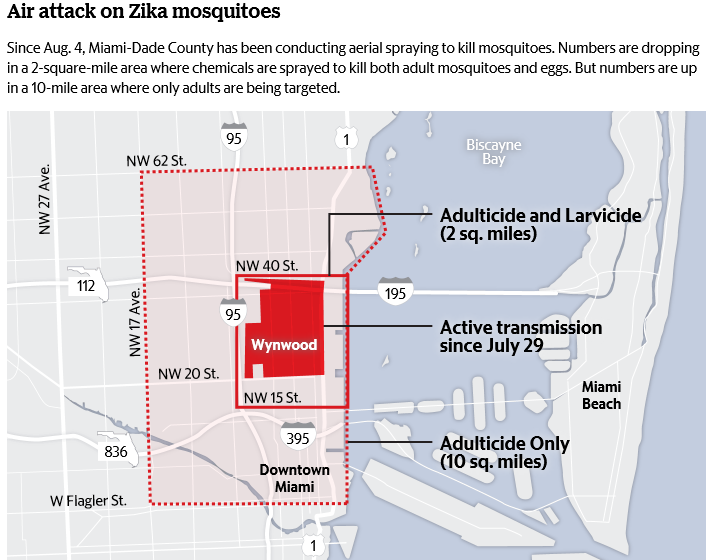 Air attack on Zika mosquitoes
Since Aug. 4, Miami-Dade County has been conducting aerial spraying to kill mosquitoes. Numbers are dropping
in a 2-square-mile area where chemicals are sprayed to kill both adult mosquitoes and eggs. But numbers are up
in a 10-mile area where only adults are being targeted.
95
1
Biscayne
Bay
NW 62 St.
NW 27 Ave.
Adulticide and Larvicide
(2 sq. miles)
NW 40 St.
112
195
NW 17 Ave.
95
Active transmission
since July 29
Wynwood
NW 20 St.
Miami
Beach
NW 15 St.
395
836
Adulticide Only
(10 sq. miles)
Downtown
Miami
W Flagler St.
1